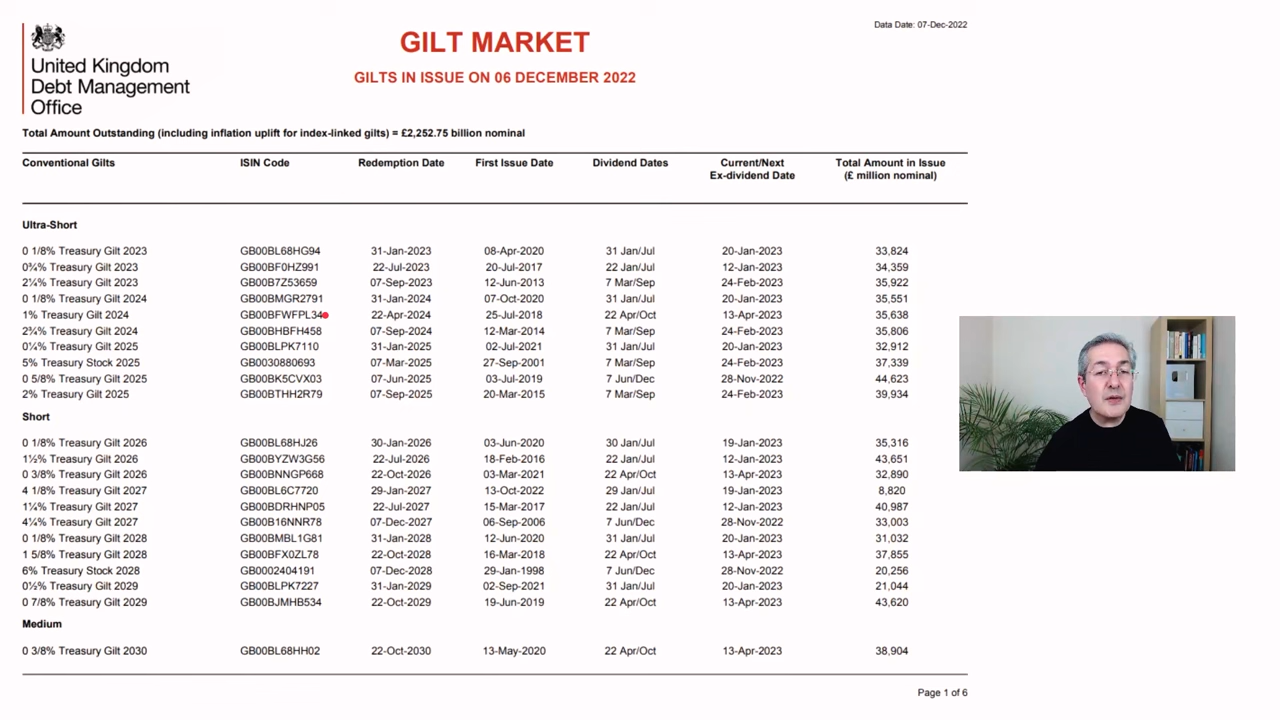 Data Date: 07-Dec-2022
GILT MARKET
United Kingdom
Debt Management
Office
GILTS IN ISSUE ON 06 DECEMBER 2022
Total Amount Outstanding (including inflation uplift for index-linked gilts) = £2,252.75 billion nominal
Conventional Gilts ISIN Code Redemption Date First Issue Date Dividend Dates Current/Next Ex-dividend Date Total Amount in Issue (£ million nominal)
Ultra-Short
0 1/8% Treasury Gilt 2023 GB00BL68HG94 31-Jan-2023 08-Apr-2020 31 Jan/Jul 20-Jan-2023 33,824
0¾% Treasury Gilt 2023 GB00BF0HZ991 22-Jul-2023 20-Jul-2017 22 Jan/Jul 12-Jan-2023 34,359
2¼% Treasury Gilt 2023 GB00B7Z53659 07-Sep-2023 12-Jun-2013 7 Mar/Sep 24-Feb-2023 35,922
0 1/8% Treasury Gilt 2024 GB00BMGR2791 31-Jan-2024 07-Oct-2020 31 Jan/Jul 20-Jan-2023 35,551
1% Treasury Gilt 2024 GB00BFWFPL34 22-Apr-2024 25-Jul-2018 22 Apr/Oct 13-Apr-2023 35,638
2¾% Treasury Gilt 2024 GB00BHBFH458 07-Sep-2024 12-Mar-2014 7 Mar/Sep 24-Feb-2023 35,806
0¼% Treasury Gilt 2025 GB00BLPK7110 31-Jan-2025 02-Jul-2021 31 Jan/Jul 20-Jan-2023 32,912
5% Treasury Stock 2025 GB0030880693 07-Mar-2025 27-Sep-2001 7 Mar/Sep 24-Feb-2023 37,339
0 5/8% Treasury Gilt 2025 GB00BK5CVX03 07-Jun-2025 03-Jul-2019 7 Jun/Dec 28-Nov-2022 44,623
2% Treasury Gilt 2025 GB00BTHH2R79 07-Sep-2025 20-Mar-2015 7 Mar/Sep 24-Feb-2023 39,934
Short
0 1/8% Treasury Gilt 2026 GB00BL68HJ26 30-Jan-2026 03-Jun-2020 30 Jan/Jul 19-Jan-2023 35,316
1½% Treasury Gilt 2026 GB00BYZW3G56 22-Jul-2026 18-Feb-2016 22 Jan/Jul 12-Jan-2023 43,651
0 3/8% Treasury Gilt 2026 GB00BNNGP668 22-Oct-2026 03-Mar-2021 22 Apr/Oct 13-Apr-2023 32,890
4 1/8% Treasury Gilt 2027 GB00BL6C7720 29-Jan-2027 13-Oct-2022 29 Jan/Jul 19-Jan-2023 8,820
1¼% Treasury Gilt 2027 GB00BDRHNP05 22-Jul-2027 15-Mar-2017 22 Jan/Jul 12-Jan-2023 40,987
4¼% Treasury Gilt 2027 GB00B16NNR78 07-Dec-2027 06-Sep-2006 7 Jun/Dec 28-Nov-2022 33,003
0 1/8% Treasury Gilt 2028 GB00BMBL1G81 31-Jan-2028 12-Jun-2020 31 Jan/Jul 20-Jan-2023 31,032
1 5/8% Treasury Gilt 2028 GB00BFX0ZL78 22-Oct-2028 16-Mar-2018 22 Apr/Oct 13-Apr-2023 37,855
6% Treasury Stock 2028 GB0002404191 07-Dec-2028 29-Jan-1998 7 Jun/Dec 28-Nov-2022 20,256
0½% Treasury Gilt 2029 GB00BLPK7227 31-Jan-2029 02-Sep-2021 31 Jan/Jul 20-Jan-2023 21,044
0 7/8% Treasury Gilt 2029 GB00BJMHB534 22-Oct-2029 19-Jun-2019 22 Apr/Oct 13-Apr-2023 43,620
Medium
0 3/8% Treasury Gilt 2030 GB00BL68HH02 22-Oct-2030 13-May-2020 22 Apr/Oct 13-Apr-2023 38,904
Page 1 of 6